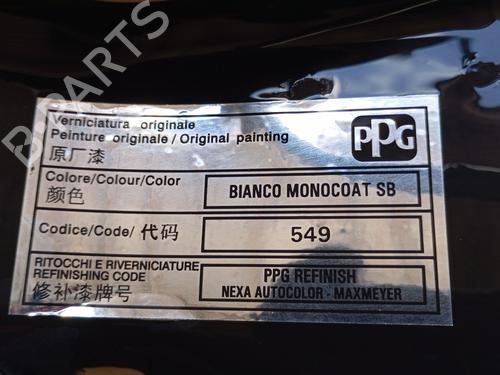 B-PARTS
Verniciatura originale
Peinture originale / Original painting
原厂漆
PPG
Colore/Colour/Color
颜色
BIANCO MONOCOAT SB
Codice/Code/ 代码
549
RITOCCHI E RIVERNICIATURE
REFINISHING CODE
修补漆牌号
PPG REFINISH
NEXA AUTOCOLOR - MAXMEYER